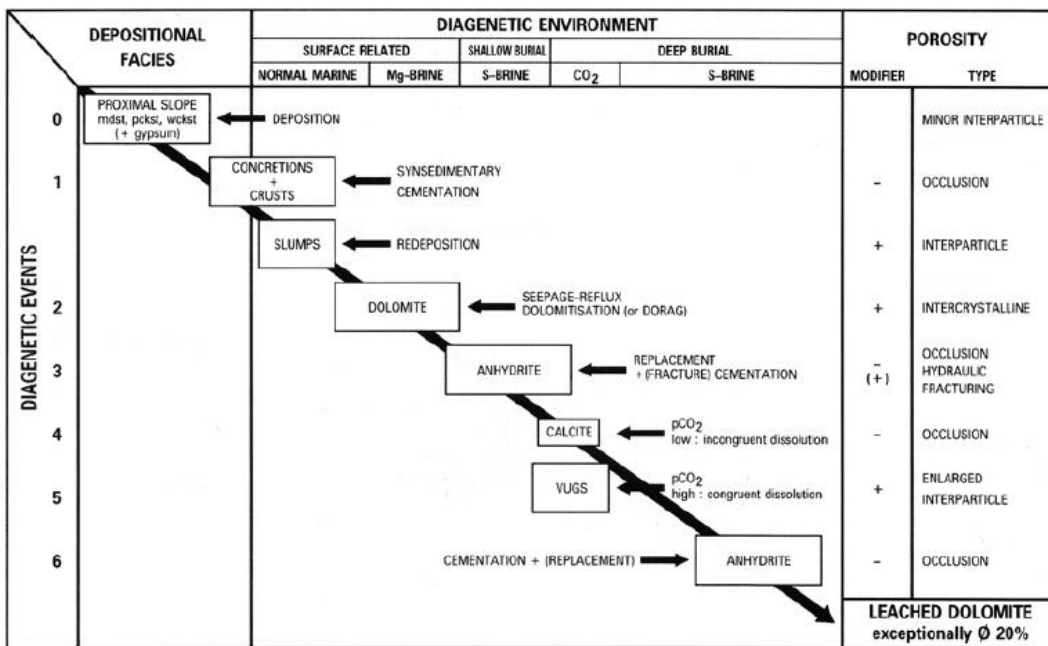 DEPOSITIONAL
FACIES
DIAGENETIC ENVIRONMENT
SURFACE RELATED
SHALLOW BURIAL
DEEP BURIAL
NORMAL MARINE
Mg-BRINE
S-BRINE
CO2
S-BRINE
POROSITY
MODIFIER
TYPE
DIAGENETIC EVENTS
0
PROXIMAL SLOPE
mdst, pckst, wckst
(+ gypsum)
DEPOSITION
MINOR INTERPARTICLE
1
CONCRETIONS
+
CRUSTS
SYNSEDIMENTARY
CEMENTATION
-
OCCLUSION
SLUMPS
REDEPOSITION
+
INTERPARTICLE
2
DOLOMITE
SEEPAGE-REFLUX
DOLOMITISATION (or DORAG)
+
INTERCRYSTALLINE
3
ANHYDRITE
REPLACEMENT
+ (FRACTURE) CEMENTATION
-
(+)
OCCLUSION
HYDRAULIC
FRACTURING
4
CALCITE
pCO2
low : incongruent dissolution
-
OCCLUSION
5
VUGS
pCO2
high : congruent dissolution
+
ENLARGED
INTERPARTICLE
6
CEMENTATION + (REPLACEMENT)
ANHYDRITE
-
OCCLUSION
LEACHED DOLOMITE
exceptionally Ø 20%